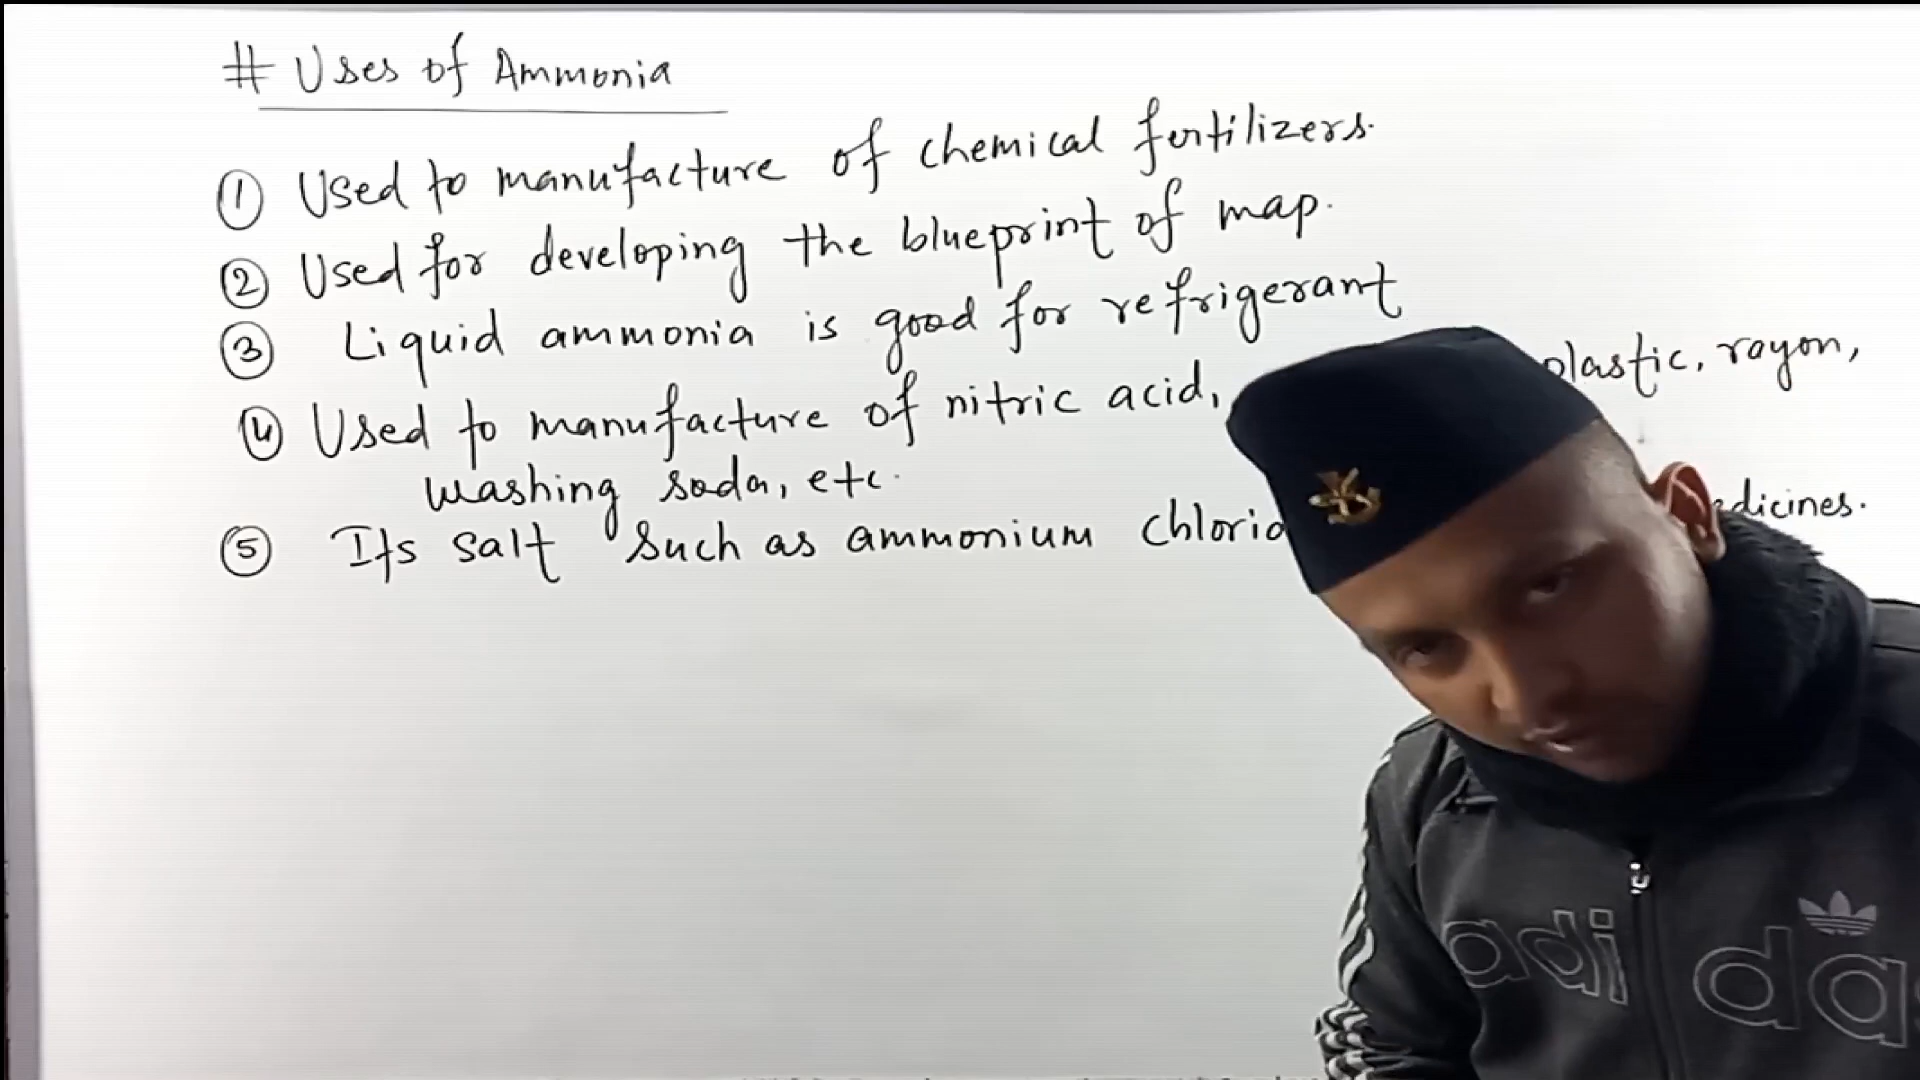 # Uses of Ammonia
① Used to manufacture of chemical fertilizers.
② Used for developing the blueprint of map.
③ Liquid ammonia is good for refrigerant
④ Used to manufacture of nitric acid, plastic, rayon,
washing soda, etc.
⑤ Its salt such as ammonium
adi das